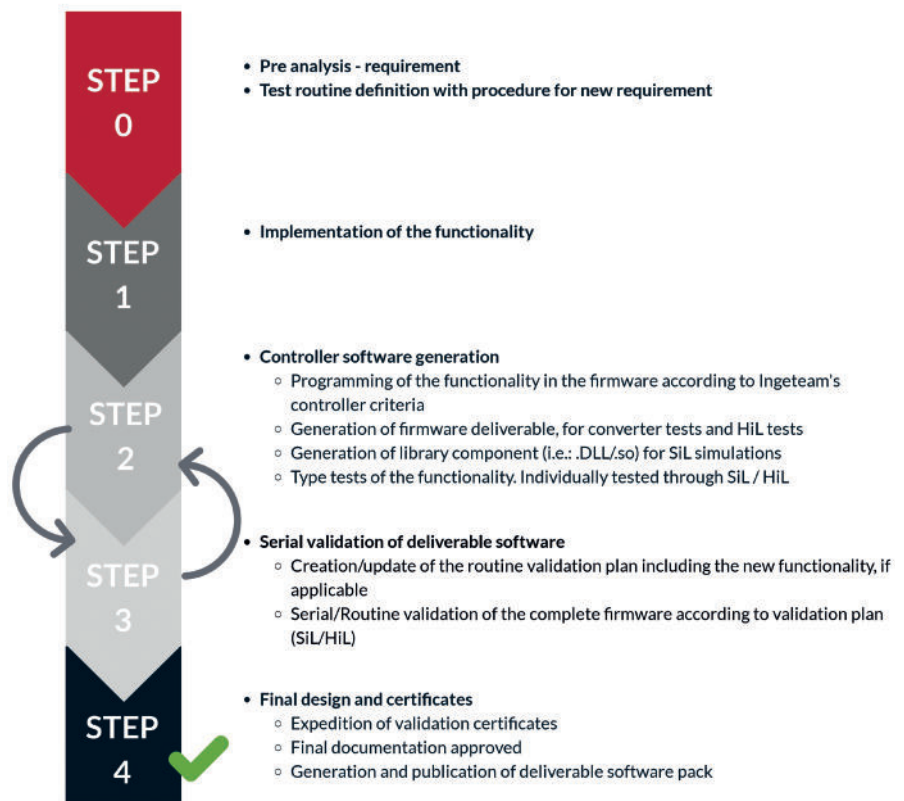 STEP
0
• Pre analysis - requirement
• Test routine definition with procedure for new requirement
STEP
1
• Implementation of the functionality
STEP
2
• Controller software generation
◦ Programming of the functionality in the firmware according to Ingeteam's
controller criteria
◦ Generation of firmware deliverable, for converter tests and HiL tests
◦ Generation of library component (i.e.: .DLL/.so) for SiL simulations
◦ Type tests of the functionality. Individually tested through SiL / HiL
STEP
3
• Serial validation of deliverable software
◦ Creation/update of the routine validation plan including the new functionality, if
applicable
◦ Serial/Routine validation of the complete firmware according to validation plan
(SiL/HiL)
STEP
4
• Final design and certificates
◦ Expedition of validation certificates
◦ Final documentation approved
◦ Generation and publication of deliverable software pack